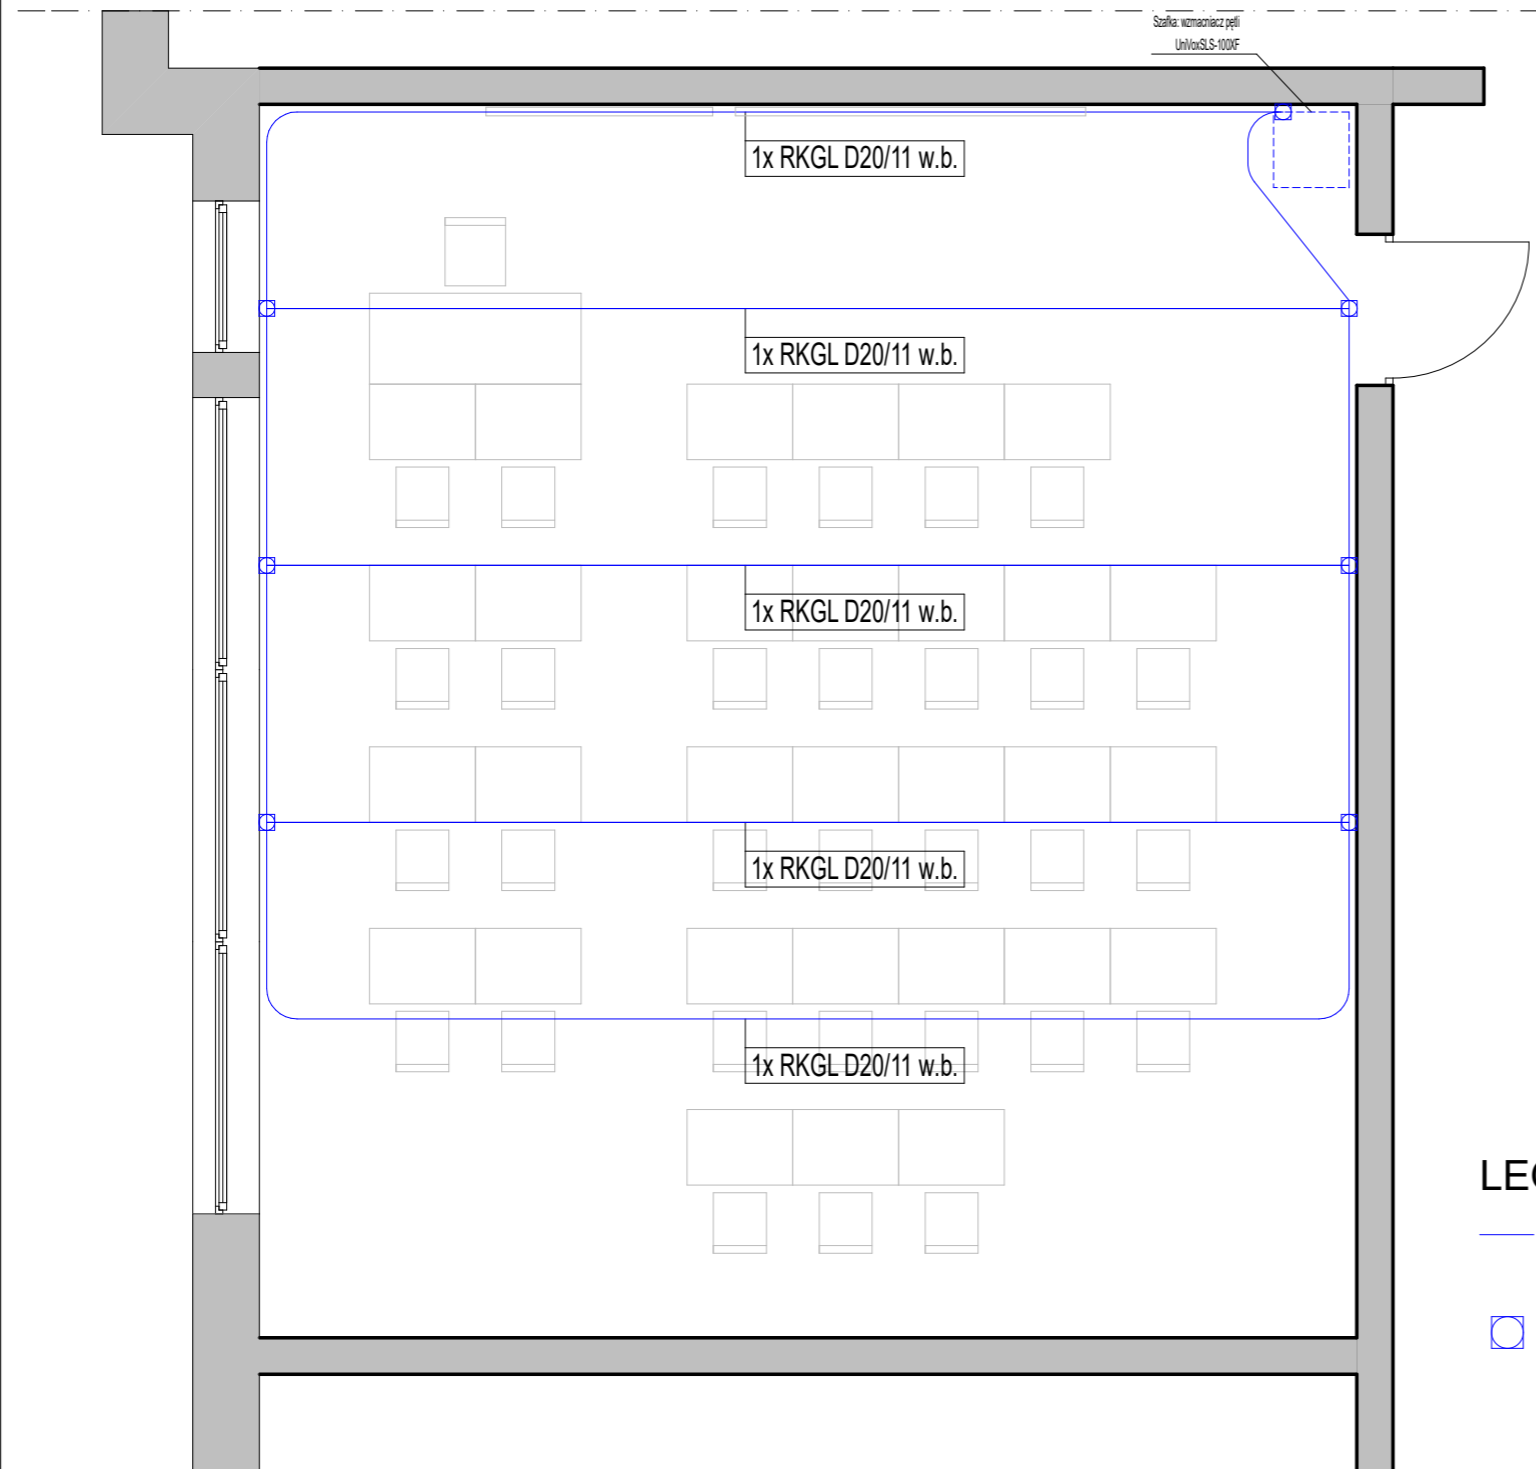 Szafka: wzmacniacz pętli
UniVoxSLS-100XF
1x RKGL D20/11 w.b.
1x RKGL D20/11 w.b.
1x RKGL D20/11 w.b.
1x RKGL D20/11 w.b.
1x RKGL D20/11 w.b.